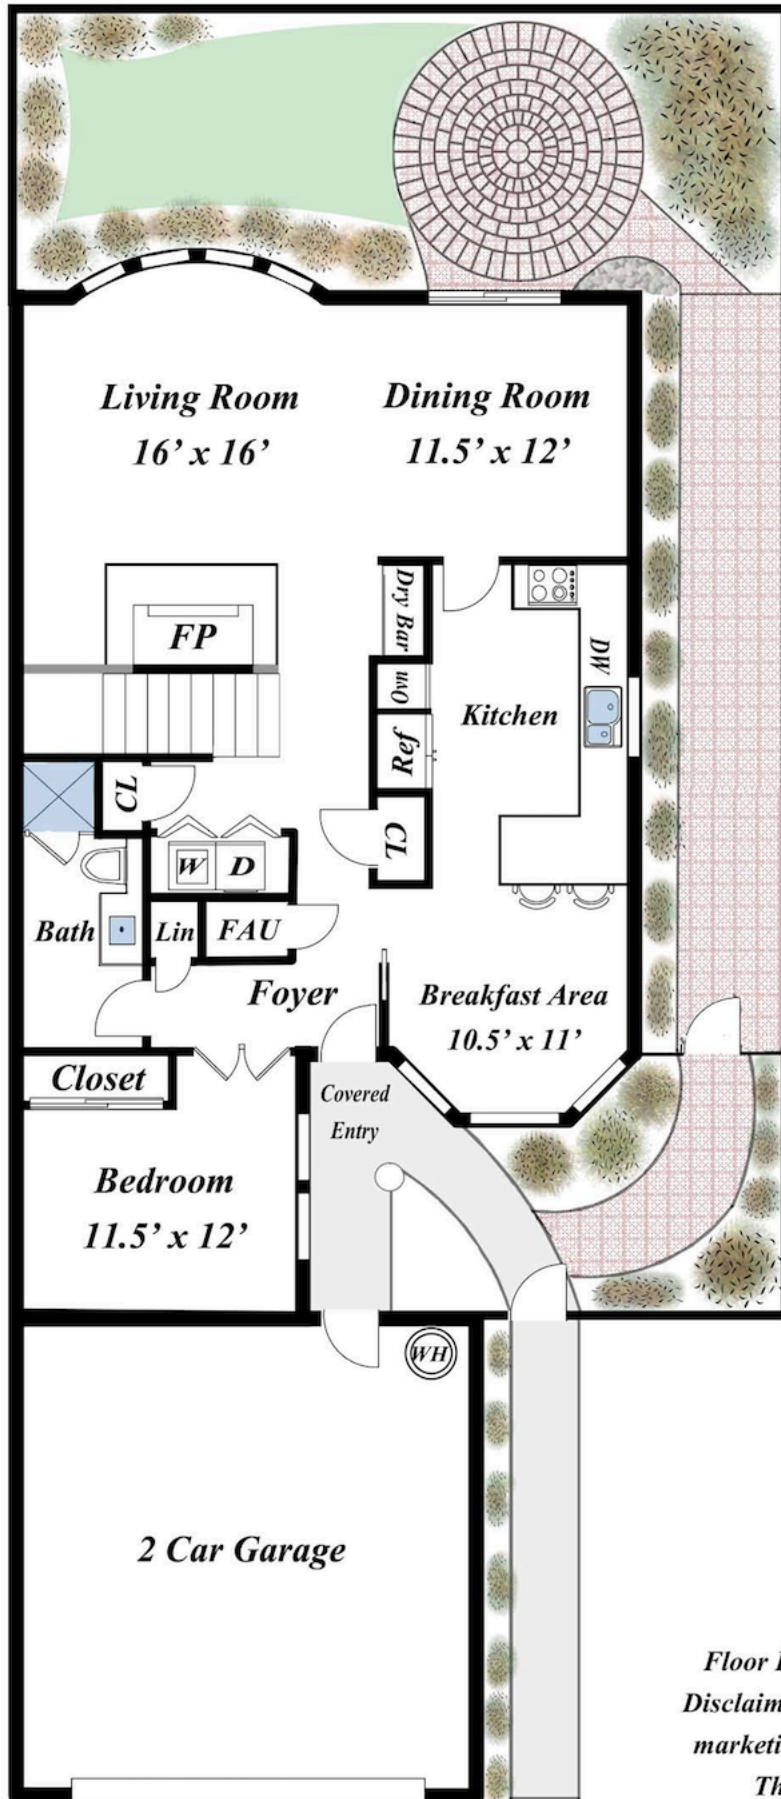 Living Room
16’ x 16’
Dining Room
11.5’ x 12’
FP
Dry Bar
Ovn
Ref
DW
Kitchen
CL
CL
W
D
Bath
Lin
FAU
Foyer
Breakfast Area
10.5’ x 11’
Closet
Covered
Entry
Bedroom
11.5’ x 12’
WH
2 Car Garage
Floor
Disclaim
marketi
Th